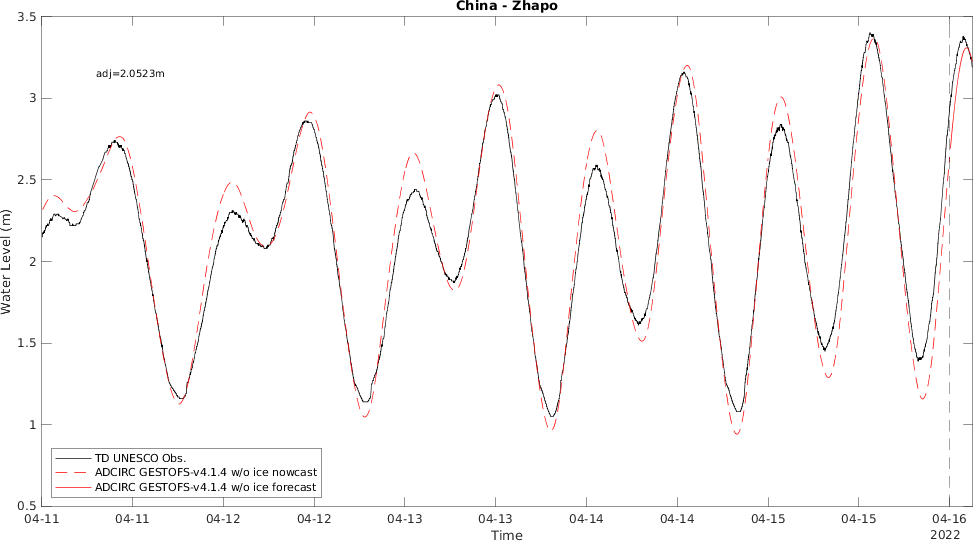 China - Zhapo
adj=2.0523m
3.5
3
2.5
2
1.5
1
0.5
Water Level (m)
TD UNESCO Obs.
ADCIRC GESTOFS-v4.1.4 w/o ice nowcast
ADCIRC GESTOFS-v4.1.4 w/o ice forecast
04-11 04-11 04-12 04-12 04-13 04-13 04-14 04-14 04-15 04-15 04-16
2022
Time